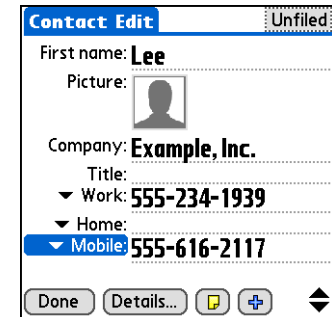 Contact Edit Unfiled
First name: Lee
Picture:
Company: Example, Inc.
Title:
Work: 555-234-1939
Home:
Mobile: 555-616-2117
Done Details...